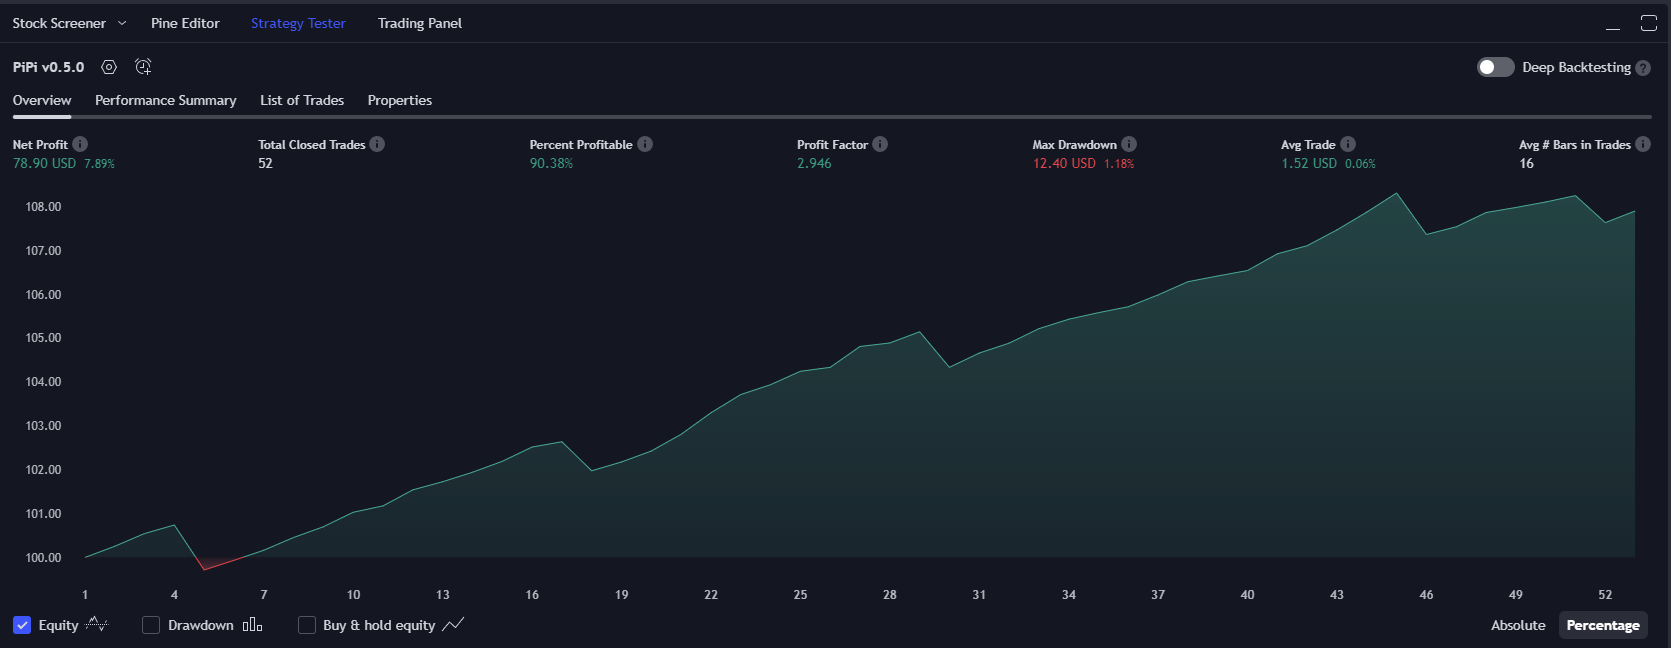 Stock Screener Pine Editor Strategy Tester Trading Panel
PiPi v0.5.0 Deep Backtesting ?
Overview Performance Summary List of Trades Properties
Net Profit Total Closed Trades Percent Profitable Profit Factor Max Drawdown Avg Trade Avg # Bars in Trades
78.90 USD 7.89% 52 90.38% 2.946 12.40 USD 1.18% 1.52 USD 0.06% 16
108.00
107.00
106.00
105.00
104.00
103.00
102.00
101.00
100.00
1 4 7 10 13 16 19 22 25 28 31 34 37 40 43 46 49 52
Equity Drawdown Buy & hold equity Absolute Percentage